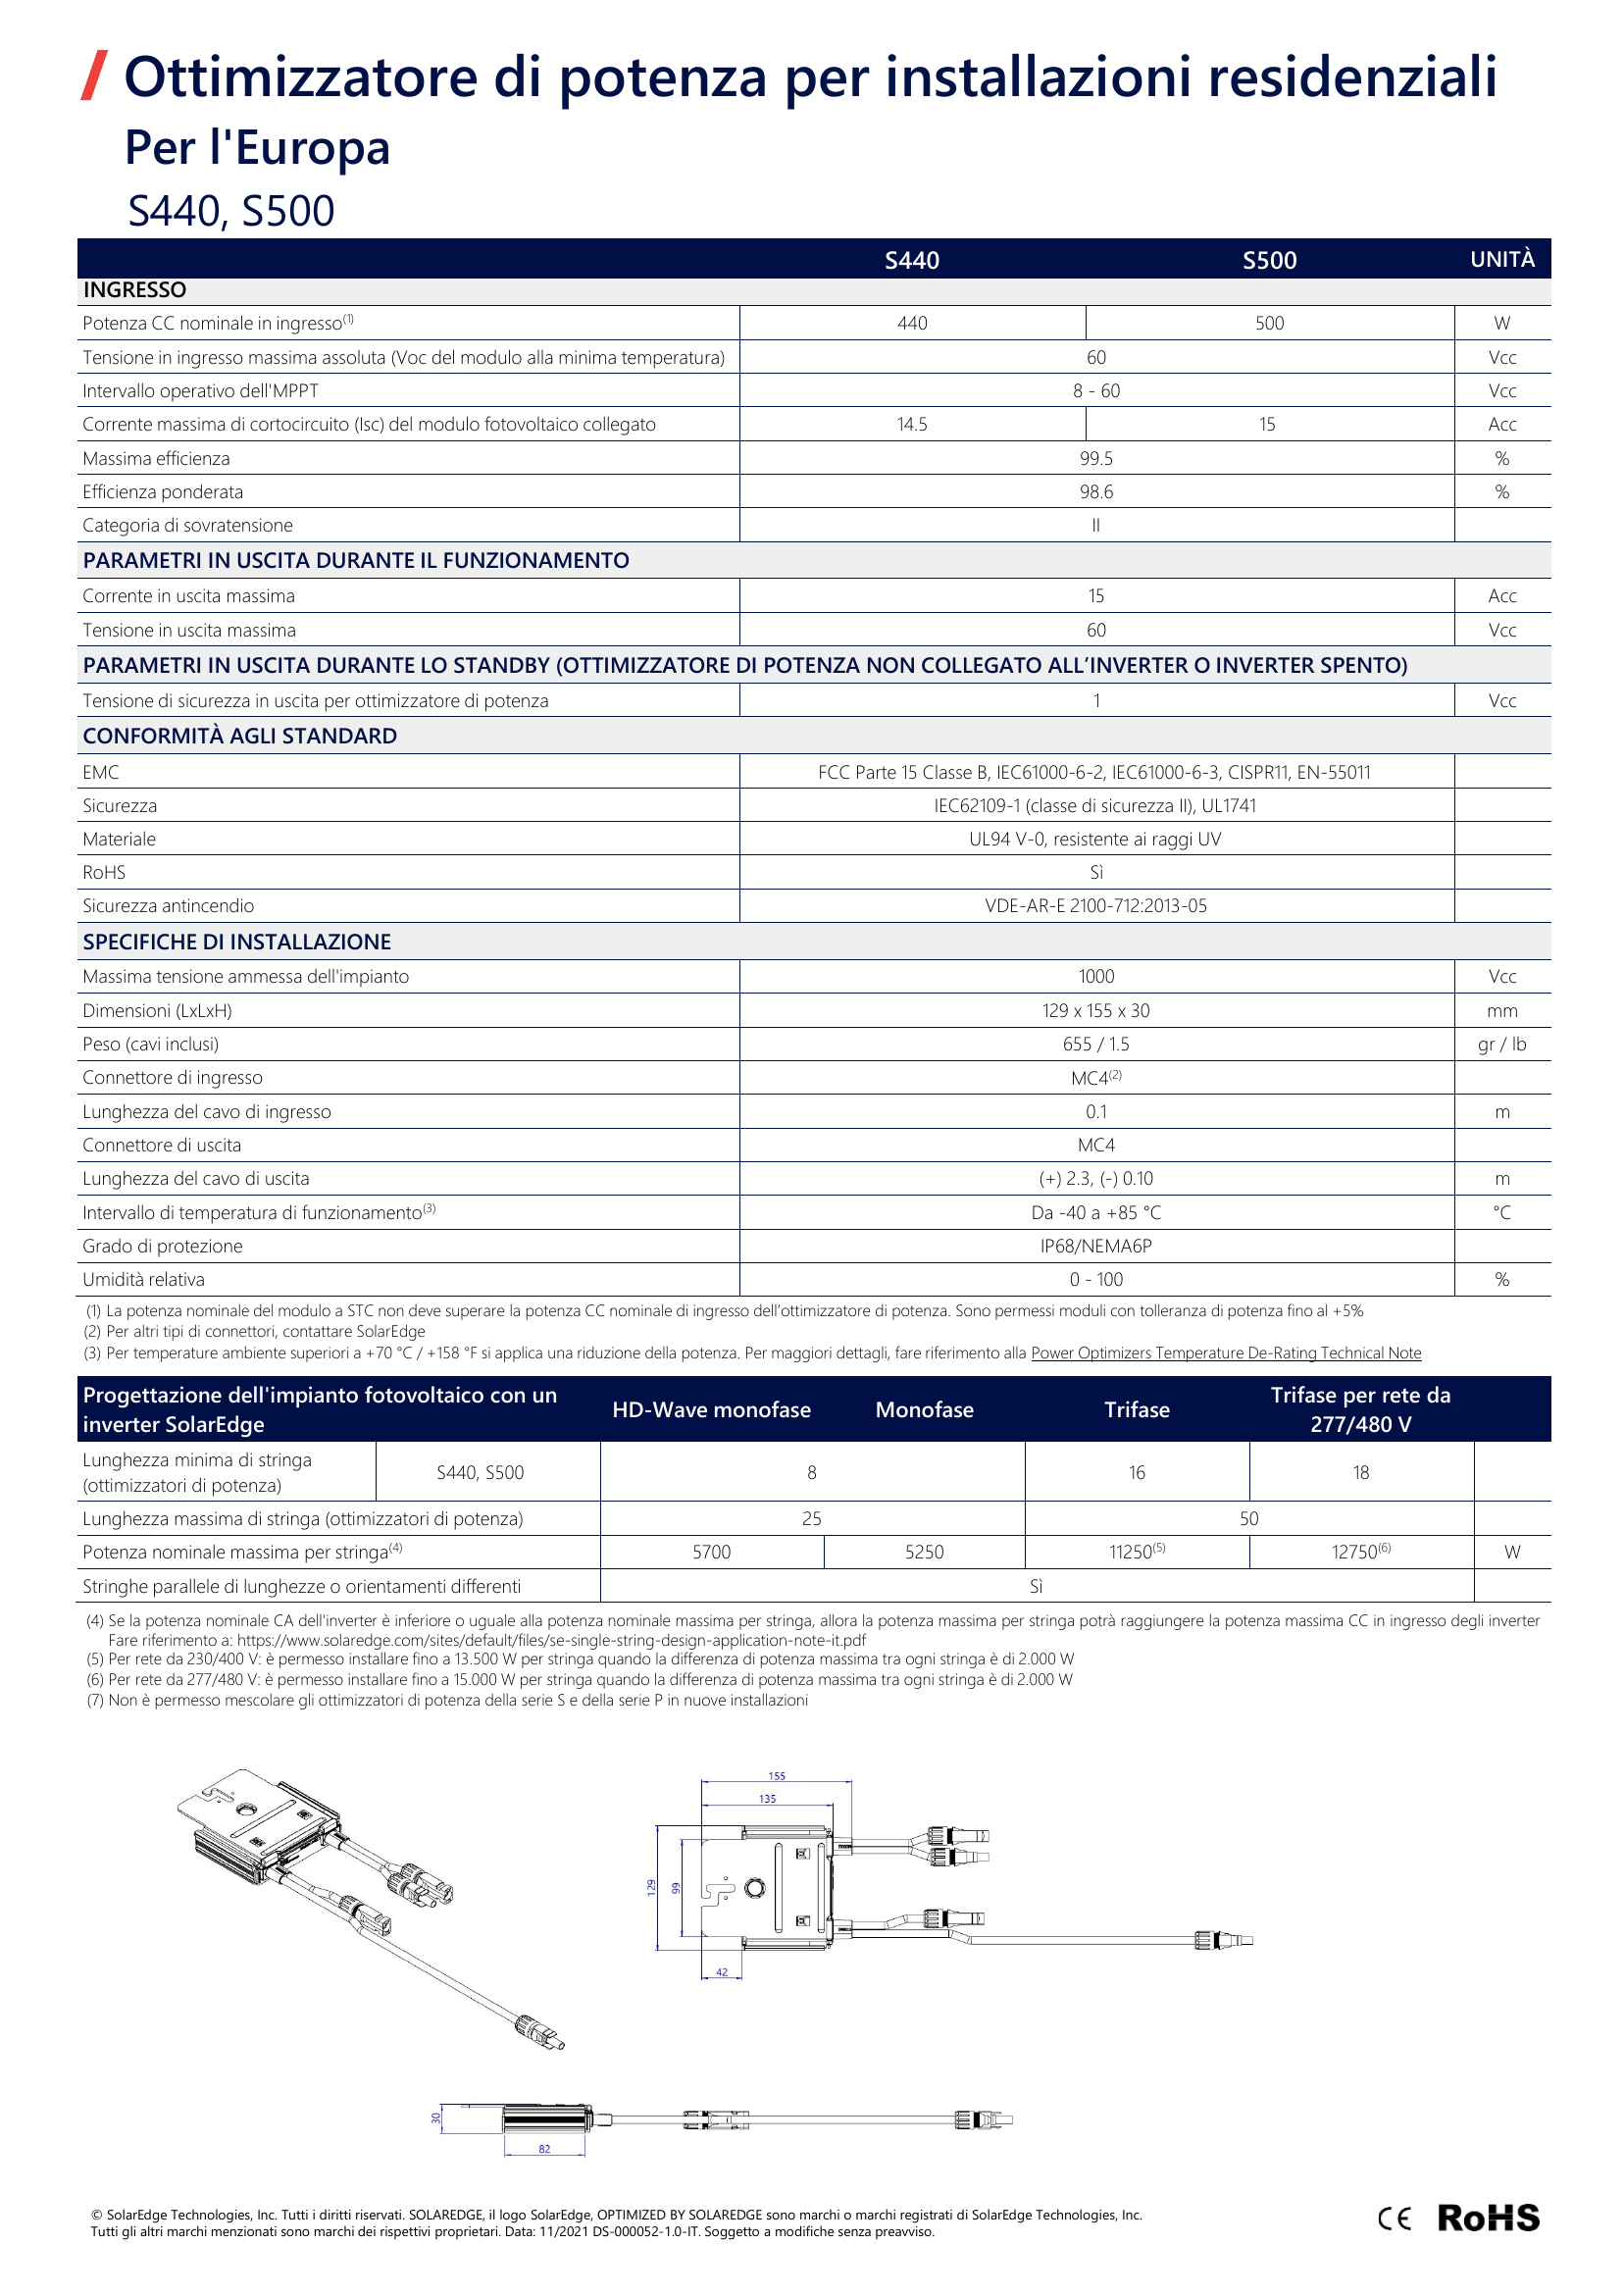 Ottimizzatore di potenza per installazioni residenziali
Per l'Europa
S440, S500
S440 S500 UNITÀ
INGRESSO
Potenza CC nominale in ingresso(1) 440 500 W
Tensione in ingresso massima assoluta (Voc del modulo alla minima temperatura) 60 Vcc
Intervallo operativo dell'MPPT 8 - 60 Vcc
Corrente massima di cortocircuito (Isc) del modulo fotovoltaico collegato 14.5 15 Acc
Massima efficienza 99.5 %
Efficienza ponderata 98.6 %
Categoria di sovratensione II
PARAMETRI IN USCITA DURANTE IL FUNZIONAMENTO
Corrente in uscita massima 15 Acc
Tensione in uscita massima 60 Vcc
PARAMETRI IN USCITA DURANTE LO STANDBY (OTTIMIZZATORE DI POTENZA NON COLLEGATO ALL’INVERTER O INVERTER SPENTO)
Tensione di sicurezza in uscita per ottimizzatore di potenza 1 Vcc
CONFORMITÀ AGLI STANDARD
EMC FCC Parte 15 Classe B, IEC61000-6-2, IEC61000-6-3, CISPR11, EN-55011
Sicurezza IEC62109-1 (classe di sicurezza II), UL1741
Materiale UL94 V-0, resistente ai raggi UV
RoHS Sì
Sicurezza antincendio VDE-AR-E 2100-712:2013-05
SPECIFICHE DI INSTALLAZIONE
Massima tensione ammessa dell'impianto 1000 Vcc
Dimensioni (LxLxH) 129 x 155 x 30 mm
Peso (cavi inclusi) 655 / 1.5 gr / lb
Connettore di ingresso MC4(2)
Lunghezza del cavo di ingresso 0.1 m
Connettore di uscita MC4
Lunghezza del cavo di uscita (+) 2.3, (-) 0.10 m
Intervallo di temperatura di funzionamento(3) Da -40 a +85 °C °C
Grado di protezione IP68/NEMA6P
Umidità relativa 0 - 100 %
(1) La potenza nominale del modulo a STC non deve superare la potenza CC nominale di ingresso dell’ottimizzatore di potenza. Sono permessi moduli con tolleranza di potenza fino al +5%
(2) Per altri tipi di connettori, contattare SolarEdge
(3) Per temperature ambiente superiori a +70 °C / +158 °F si applica una riduzione della potenza. Per maggiori dettagli, fare riferimento alla Power Optimizers Temperature De-Rating Technical Note
Progettazione dell'impianto fotovoltaico con un inverter SolarEdge HD-Wave monofase Monofase Trifase Trifase per rete da 277/480 V
Lunghezza minima di stringa (ottimizzatori di potenza) S440, S500 8 16 18
Lunghezza massima di stringa (ottimizzatori di potenza) 25 50
Potenza nominale massima per stringa(4) 5700 5250 11250(5) 12750(6) W
Stringhe parallele di lunghezze o orientamenti differenti Sì
(4) Se la potenza nominale CA dell'inverter è inferiore o uguale alla potenza nominale massima per stringa, allora la potenza massima per stringa potrà raggiungere la potenza massima CC in ingresso degli inverter
Fare riferimento a: https://www.solaredge.com/sites/default/files/se-single-string-design-application-note-it.pdf
(5) Per rete da 230/400 V: è permesso installare fino a 13.500 W per stringa quando la differenza di potenza massima tra ogni stringa è di 2.000 W
(6) Per rete da 277/480 V: è permesso installare fino a 15.000 W per stringa quando la differenza di potenza massima tra ogni stringa è di 2.000 W
(7) Non è permesso mescolare gli ottimizzatori di potenza della serie S e della serie P in nuove installazioni
155
135
129
99
42
30
82
© SolarEdge Technologies, Inc. Tutti i diritti riservati. SOLAREDGE, il logo SolarEdge, OPTIMIZED BY SOLAREDGE sono marchi o marchi registrati di SolarEdge Technologies, Inc.
Tutti gli altri marchi menzionati sono marchi dei rispettivi proprietari. Data: 11/2021 DS-000052-1.0-IT. Soggetto a modifiche senza preavviso.
CE RoHS